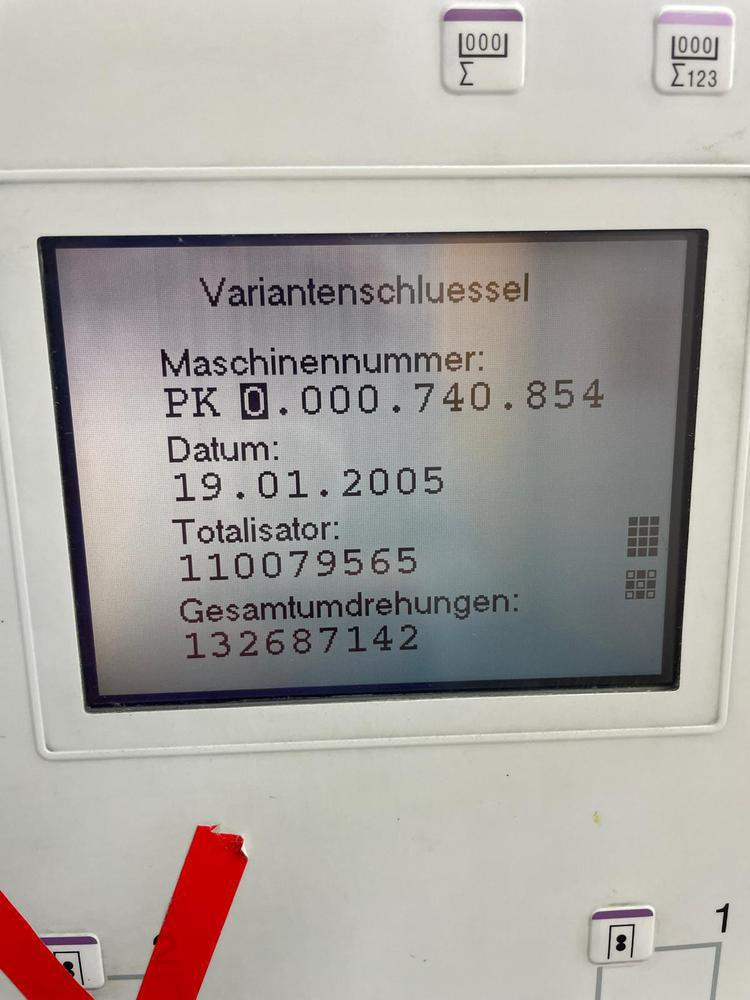 000
Σ
000
Σ123
Variantenschluessel
Maschinennummer:
PK 0.000.740.854
Datum:
19.01.2005
Totalisator:
110079565
Gesamtumdrehungen:
132687142
1